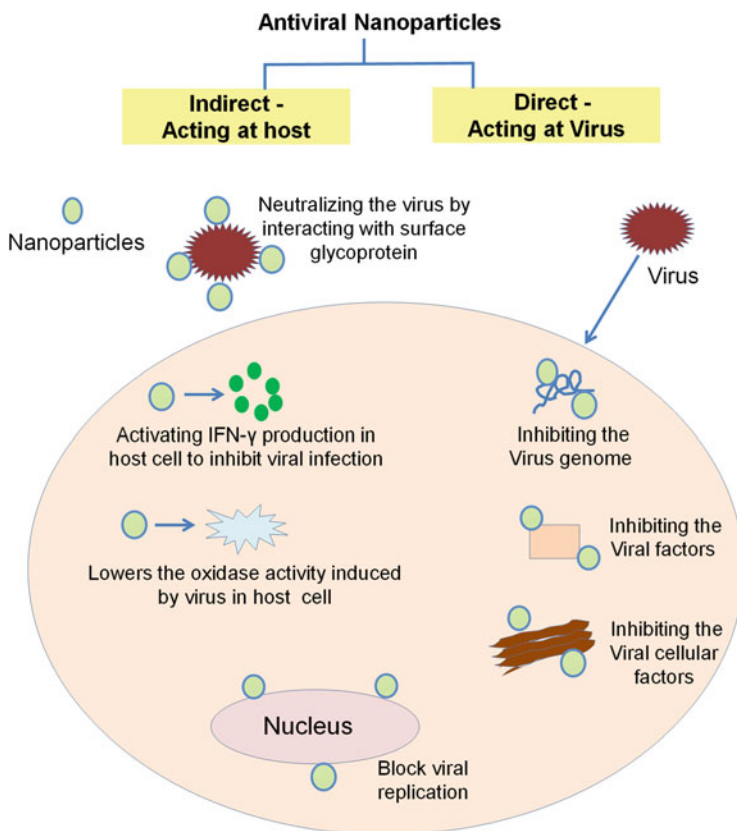 Antiviral Nanoparticles
Indirect -
Acting at host
Direct -
Acting at Virus
Nanoparticles
Neutralizing the virus by
interacting with surface
glycoprotein
Virus
Activating IFN-γ production in
host cell to inhibit viral infection
Inhibiting the
Virus genome
Lowers the oxidase activity induced
by virus in host cell
Inhibiting the
Viral factors
Inhibiting the
Viral cellular
factors
Nucleus
Block viral
replication